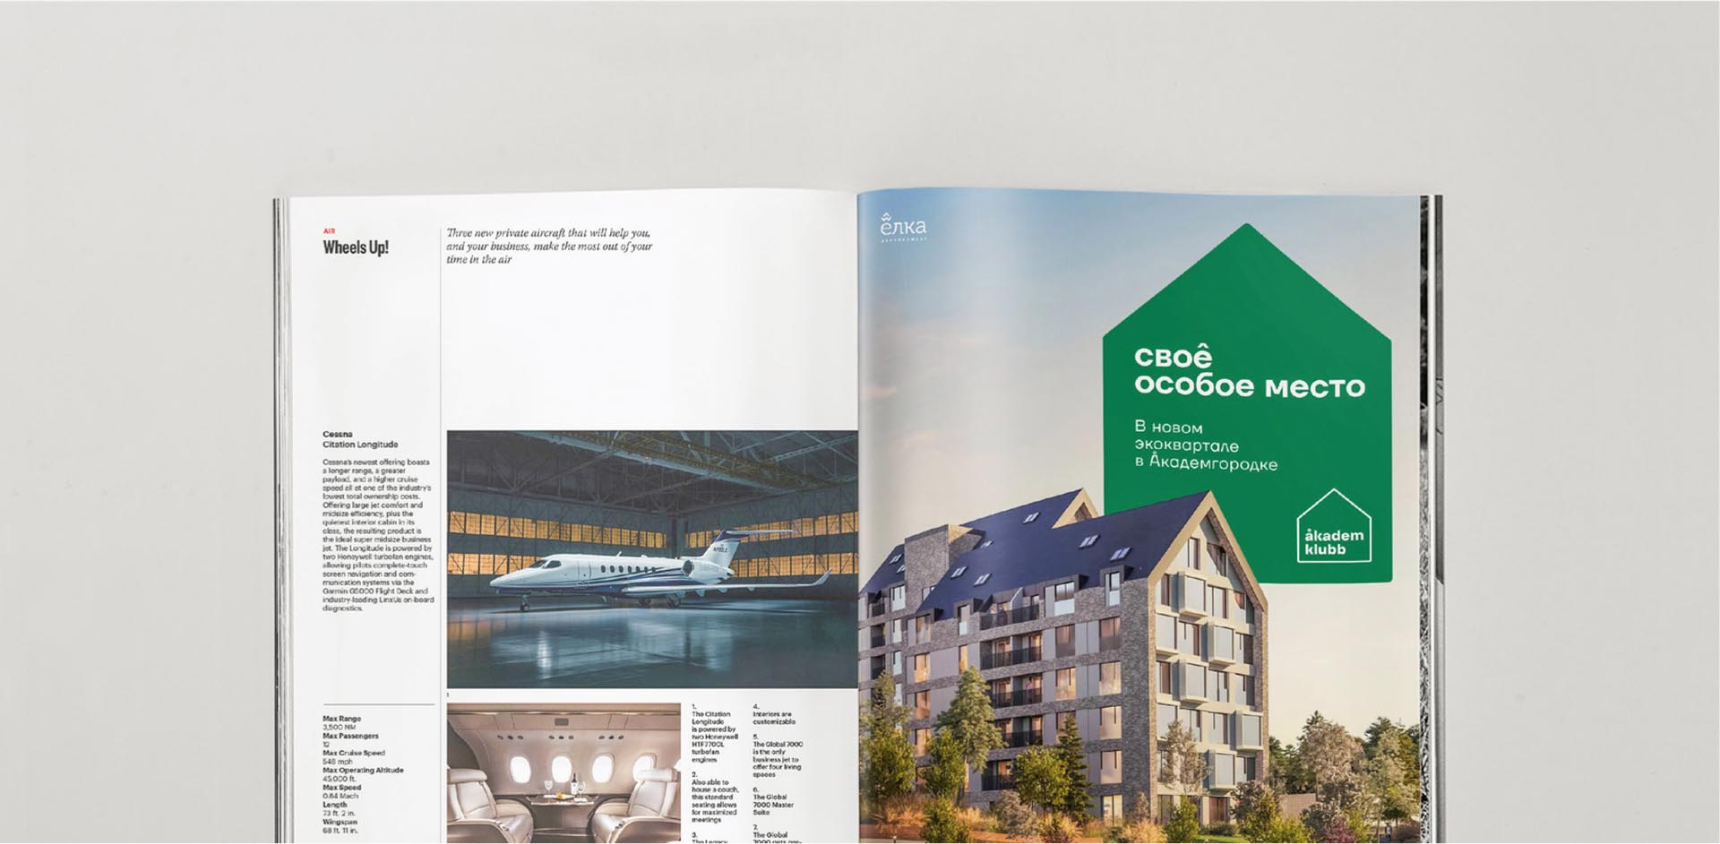 AIR
Wheels Up!
Three new private aircraft that will help you,
and your business, make the most out of your
time in the air
Cessna
Citation Longitude
Cessna's newest offering boasts
a longer range, a greater
payload, and a higher cruise
speed all at one of the industry's
lowest total ownership costs.
Offering large jet comfort and
midsize efficiency, plus the
quietest interior cabin in its
class, the resulting product is
the ideal super midsize business
jet. The Longitude is powered by
two Honeywell turbofan engines,
allowing pilots complete-touch
screen navigation and com-
munication systems via the
Garmin G5000 Flight Deck and
industry-leading LinxUs on-board
diagnostics.
Max Range
3,500 NM
Max Passengers
12
Max Cruise Speed
548 mph
Max Operating Altitude
45,000 ft.
Max Speed
0.84 Mach
Length
73 ft. 2 in.
Wingspan
68 ft. 11 in.
1
1.
The Citation
Longitude
is powered by
two Honeywell
HTF7700L
turbofan
engines
2.
Also able to
house a couch,
this standard
seating allows
for maximized
meetings
3.
The Legacy
4.
Interiors are
customizable
5.
The Global 7000
is the only
business jet to
offer four living
spaces
6.
The Global
7000 Master
Suite
7.
The Global
7000 gets
ёлка
своё̂
особое место
В новом
экоквартале
в Åкадемгородке
åkadem
klubb